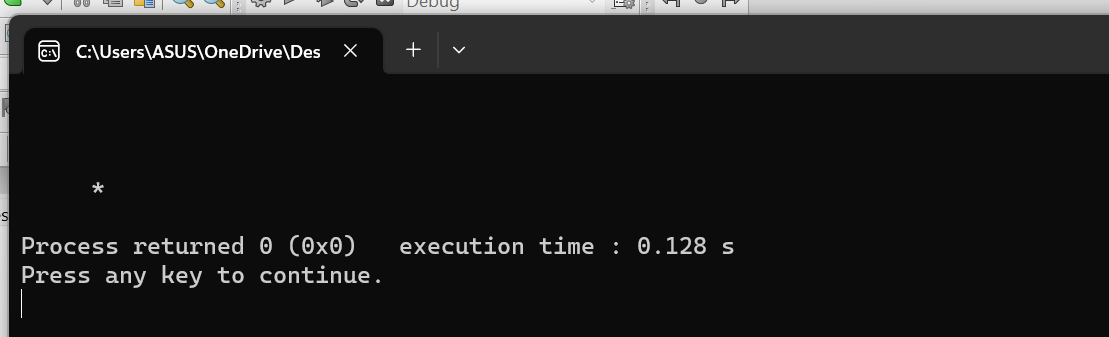 Debug
C:\Users\ASUS\OneDrive\Des
*
Process returned 0 (0x0)   execution time : 0.128 s
Press any key to continue.